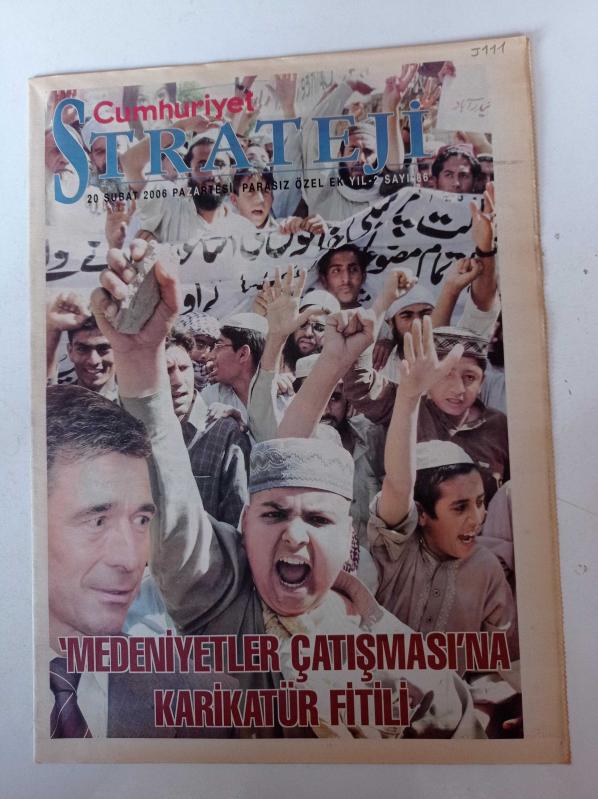 J111
Cumhuriyet
STRATEJİ
20 ŞUBAT 2006 PAZARTESİ, PARASIZ ÖZEL EK YIL-2 SAYI:86
'MEDENİYETLER ÇATIŞMASI'NA
KARİKATÜR FİTİLİ